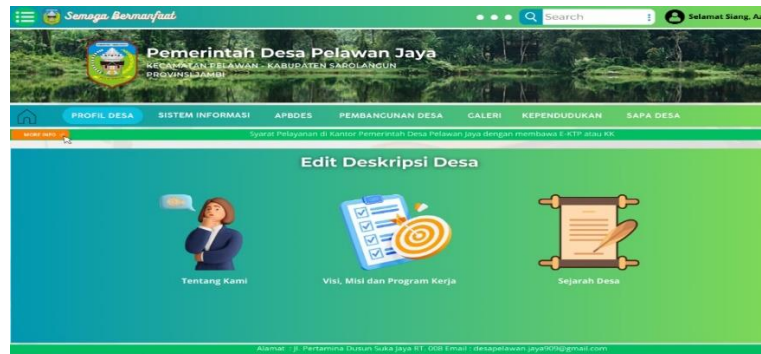 Semoga Bermanfaat
Search
Selamat Siang, A
Pemerintah Desa Pelawan Jaya
KECAMATAN PELAWAN - KABUPATEN SAROLANGUN
PROVINSI JAMBI
PROFIL DESA SISTEM INFORMASI APBDES PEMBANGUNAN DESA GALERI KEPENDUDUKAN SAPA DESA
MORE INFO
Syarat Pelayanan di Kantor Pemerintah Desa Pelawan Jaya dengan membawa E-KTP atau KK
Edit Deskripsi Desa
Tentang Kami
Visi, Misi dan Program Kerja
Sejarah Desa
Alamat : Jl. Pertamina Dusun Suka Jaya RT. 008 Email : desapelawan jaya909@gmail.com